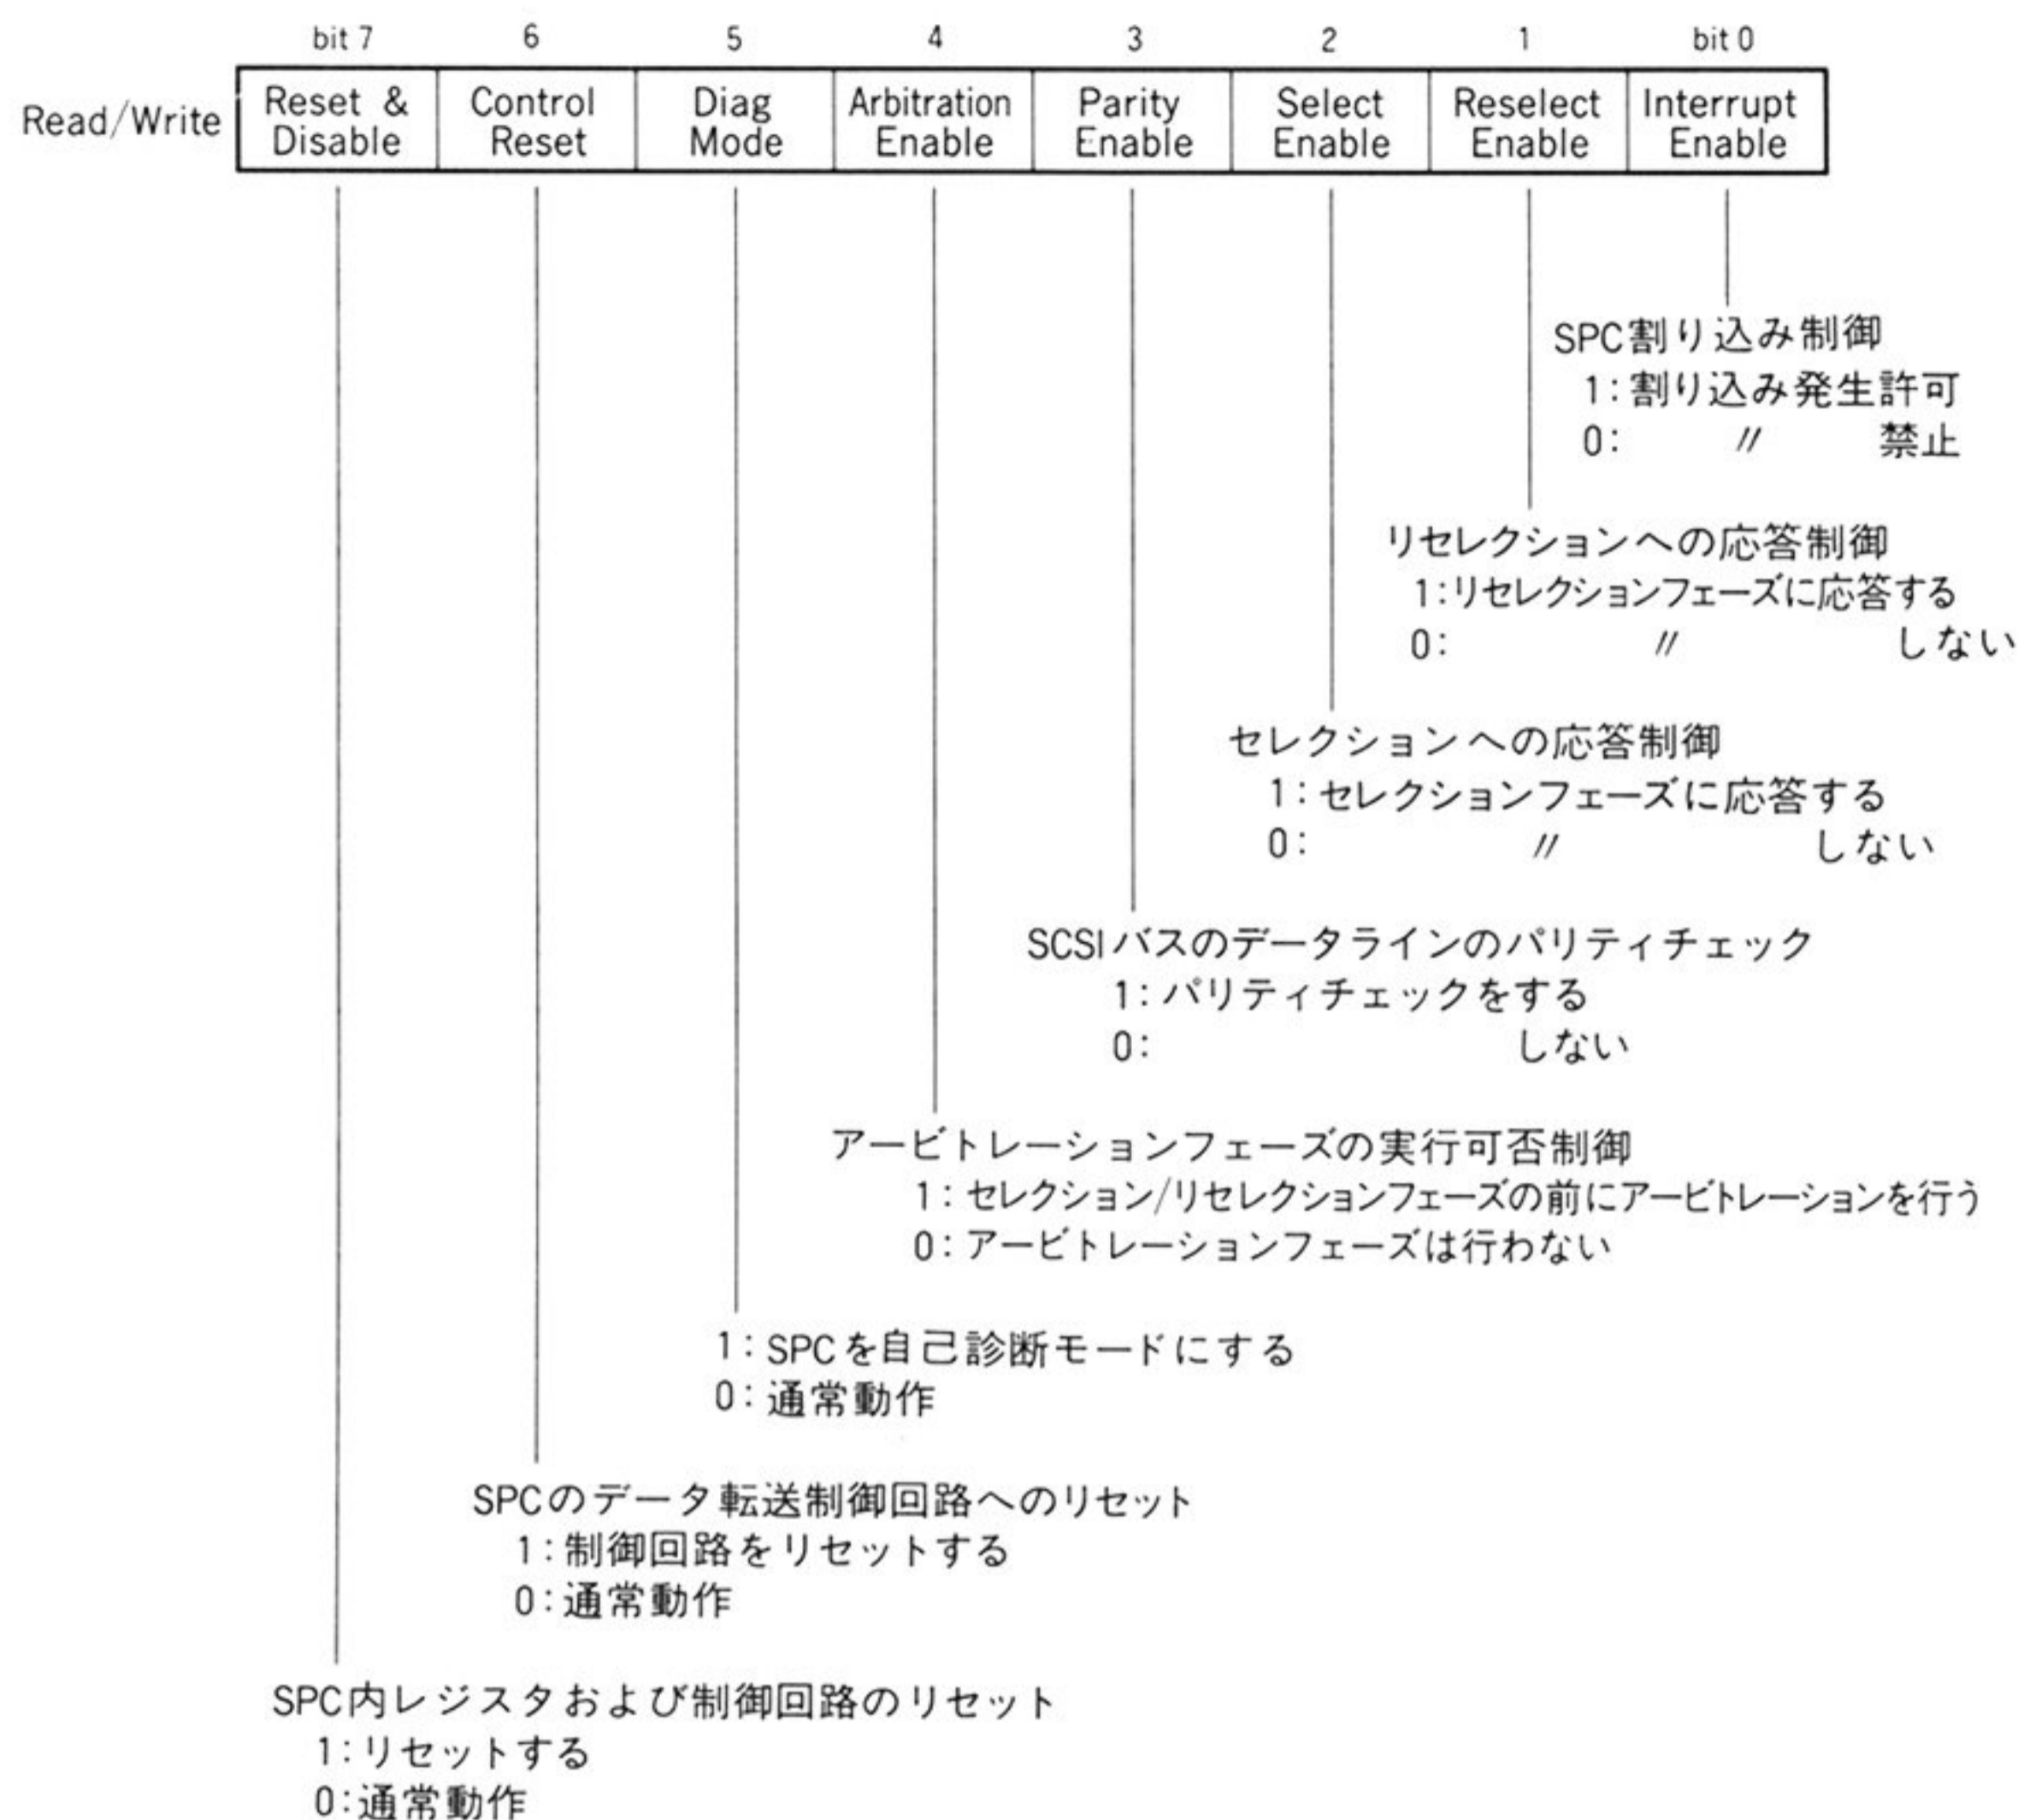 bit 7 6 5 4 3 2 1 bit 0
Read/Write
Reset & Disable
Control Reset
Diag Mode
Arbitration Enable
Parity Enable
Select Enable
Reselect Enable
Interrupt Enable
SPC割り込み制御
1:割り込み発生許可
0: 〃 禁止
リセレクションへの応答制御
1:リセレクションフェーズに応答する
0: 〃 しない
セレクションへの応答制御
1:セレクションフェーズに応答する
0: 〃 しない
SCSIバスのデータラインのパリティチェック
1:パリティチェックをする
0: しない
アービトレーションフェーズの実行可否制御
1:セレクション/リセレクションフェーズの前にアービトレーションを行う
0:アービトレーションフェーズは行わない
1:SPCを自己診断モードにする
0:通常動作
SPCのデータ転送制御回路へのリセット
1:制御回路をリセットする
0:通常動作
SPC内レジスタおよび制御回路のリセット
1:リセットする
0:通常動作